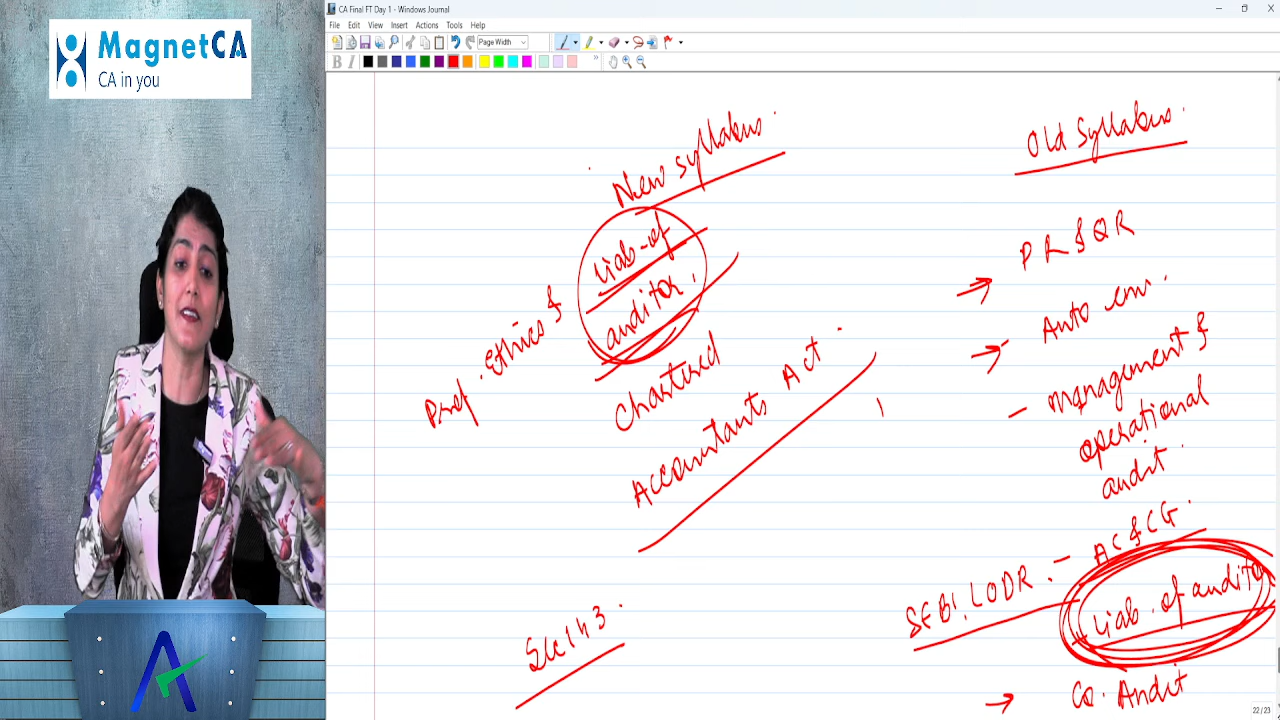 MagnetCA
CA in you
CA Final FT Day 1 - Windows Journal
File Edit View Insert Actions Tools Help
Page Width
B I
New syllabus.
Prof. Ethics &
Liab. of
auditor.
Chartered
Accountants Act.
Sec 143.
Old Syllabus.
PR & QR
Auto env.
- Management &
operational
audit.
- AC & CG.
SEBI LODR.
Liab. of auditor
Co. Audit
22 / 23